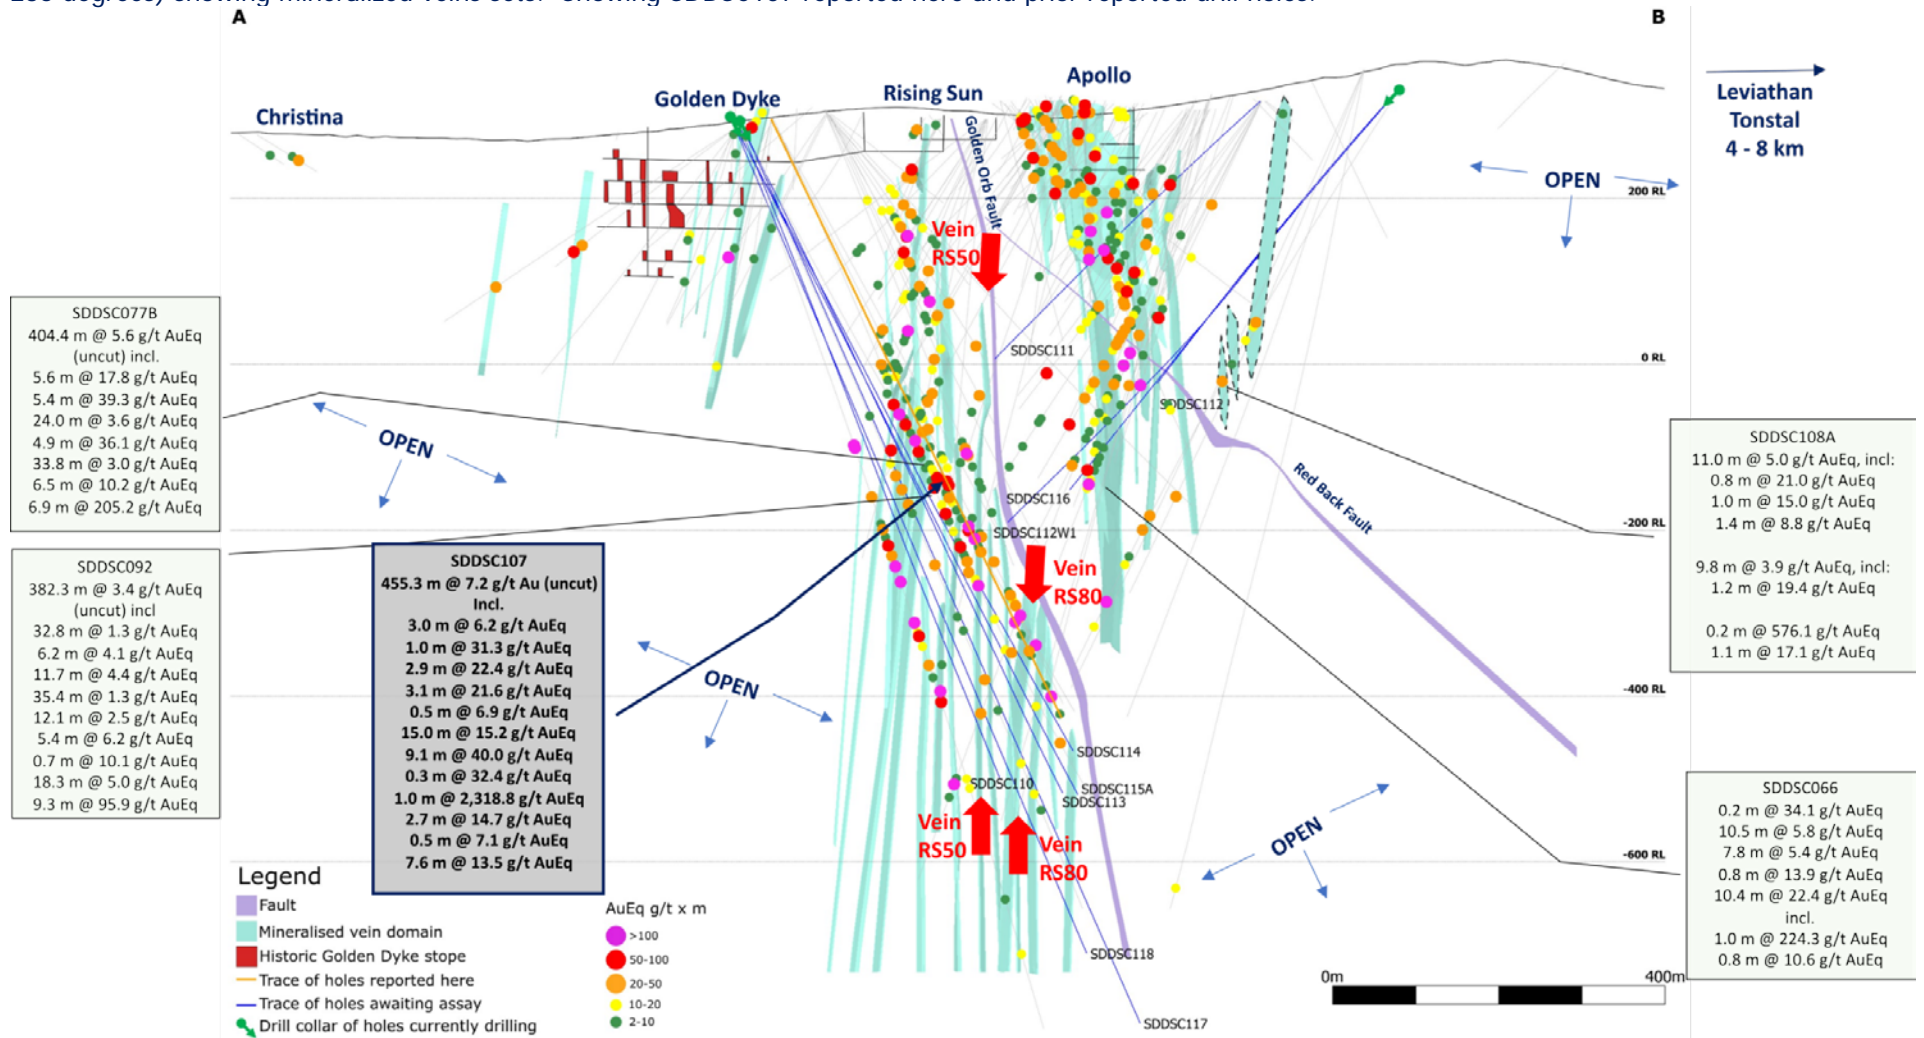 255 degrees) showing mineralized veins sets. Showing SDDSC107 reported here and prior reported drill holes.
A
B
Christina
Golden Dyke
Rising Sun
Apollo
Leviathan
Tonstal
4 - 8 km
Golden Orb Fault
OPEN
200 RL
Vein
RS50
SDDSC077B
404.4 m @ 5.6 g/t AuEq
(uncut) incl.
5.6 m @ 17.8 g/t AuEq
5.4 m @ 39.3 g/t AuEq
24.0 m @ 3.6 g/t AuEq
4.9 m @ 36.1 g/t AuEq
33.8 m @ 3.0 g/t AuEq
6.5 m @ 10.2 g/t AuEq
6.9 m @ 205.2 g/t AuEq
SDDSC111
0 RL
SDDSC112
OPEN
Red Back Fault
SDDSC108A
11.0 m @ 5.0 g/t AuEq, incl:
0.8 m @ 21.0 g/t AuEq
1.0 m @ 15.0 g/t AuEq
1.4 m @ 8.8 g/t AuEq
9.8 m @ 3.9 g/t AuEq, incl:
1.2 m @ 19.4 g/t AuEq
0.2 m @ 576.1 g/t AuEq
1.1 m @ 17.1 g/t AuEq
SDDSC116
-200 RL
SDDSC112W1
Vein
RS80
SDDSC092
382.3 m @ 3.4 g/t AuEq
(uncut) incl
32.8 m @ 1.3 g/t AuEq
6.2 m @ 4.1 g/t AuEq
11.7 m @ 4.4 g/t AuEq
35.4 m @ 1.3 g/t AuEq
12.1 m @ 2.5 g/t AuEq
5.4 m @ 6.2 g/t AuEq
0.7 m @ 10.1 g/t AuEq
18.3 m @ 5.0 g/t AuEq
9.3 m @ 95.9 g/t AuEq
SDDSC107
455.3 m @ 7.2 g/t Au (uncut)
Incl.
3.0 m @ 6.2 g/t AuEq
1.0 m @ 31.3 g/t AuEq
2.9 m @ 22.4 g/t AuEq
3.1 m @ 21.6 g/t AuEq
0.5 m @ 6.9 g/t AuEq
15.0 m @ 15.2 g/t AuEq
9.1 m @ 40.0 g/t AuEq
0.3 m @ 32.4 g/t AuEq
1.0 m @ 2,318.8 g/t AuEq
2.7 m @ 14.7 g/t AuEq
0.5 m @ 7.1 g/t AuEq
7.6 m @ 13.5 g/t AuEq
OPEN
-400 RL
SDDSC114
SDDSC110
SDDSC115A
SDDSC113
Vein
RS50
Vein
RS80
OPEN
-600 RL
SDDSC066
0.2 m @ 34.1 g/t AuEq
10.5 m @ 5.8 g/t AuEq
7.8 m @ 5.4 g/t AuEq
0.8 m @ 13.9 g/t AuEq
10.4 m @ 22.4 g/t AuEq
incl.
1.0 m @ 224.3 g/t AuEq
0.8 m @ 10.6 g/t AuEq
Legend
Fault
Mineralised vein domain
Historic Golden Dyke stope
Trace of holes reported here
Trace of holes awaiting assay
Drill collar of holes currently drilling
AuEq g/t x m
>100
50-100
20-50
10-20
2-10
SDDSC118
SDDSC117
0m
400m